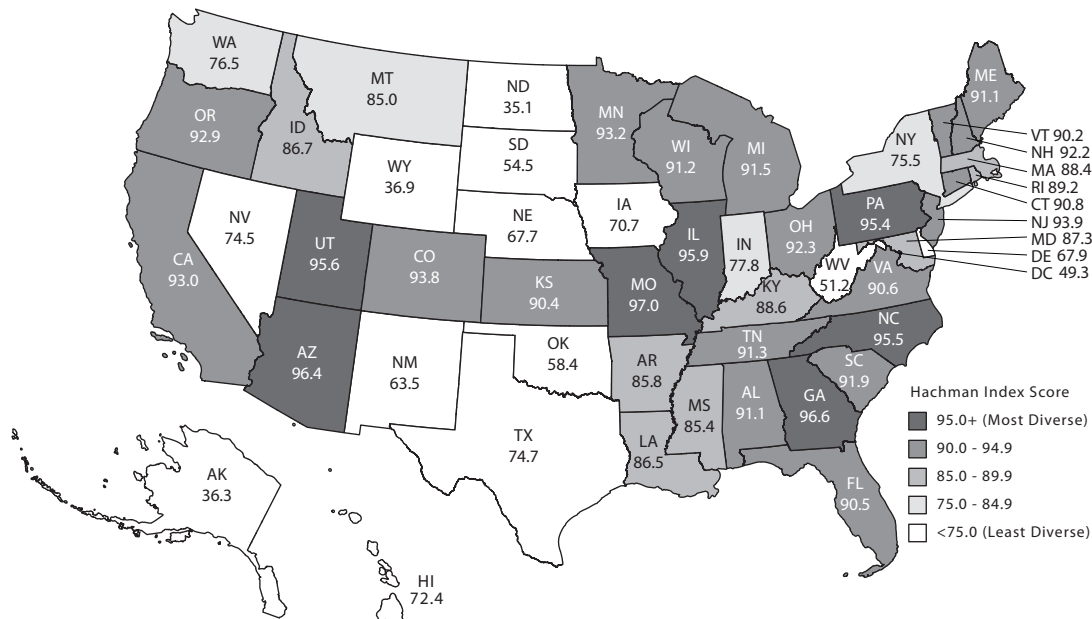 WA
76.5
MT
85.0
ND
35.1
MN
93.2
ME
91.1
OR
92.9
ID
86.7
SD
54.5
WI
91.2
MI
91.5
NY
75.5
VT 90.2
NH 92.2
MA 88.4
RI 89.2
CT 90.8
NJ 93.9
MD 87.3
DE 67.9
DC 49.3
WY
36.9
IA
70.7
PA
95.4
NE
67.7
NV
74.5
UT
95.6
CO
93.8
IL
95.9
IN
77.8
OH
92.3
WV
51.2
VA
90.6
CA
93.0
KS
90.4
MO
97.0
KY
88.6
NC
95.5
TN
91.3
AZ
96.4
NM
63.5
OK
58.4
AR
85.8
SC
91.9
MS
85.4
AL
91.1
GA
96.6
TX
74.7
LA
86.5
FL
90.5
AK
36.3
HI
72.4
Hachman Index Score
95.0+ (Most Diverse)
90.0 - 94.9
85.0 - 89.9
75.0 - 84.9
<75.0 (Least Diverse)